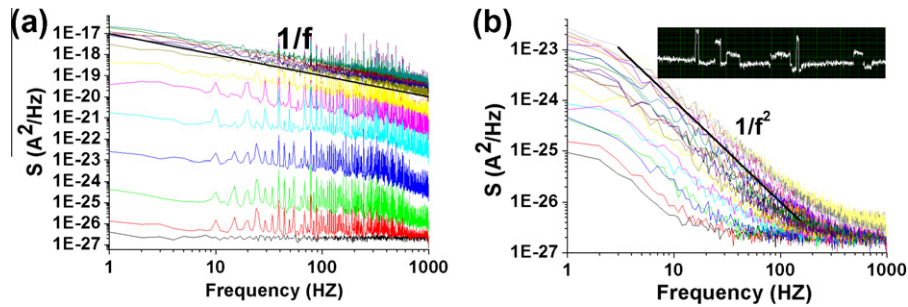 (a)
1/f
1E-17
1E-18
1E-19
1E-20
1E-21
1E-22
1E-23
1E-24
1E-25
1E-26
1E-27
S (A²/Hz)
1 10 100 1000
Frequency (HZ)
(b)
1/f²
1E-23
1E-24
1E-25
1E-26
1E-27
S (A²/Hz)
1 10 100 1000
Frequency (HZ)